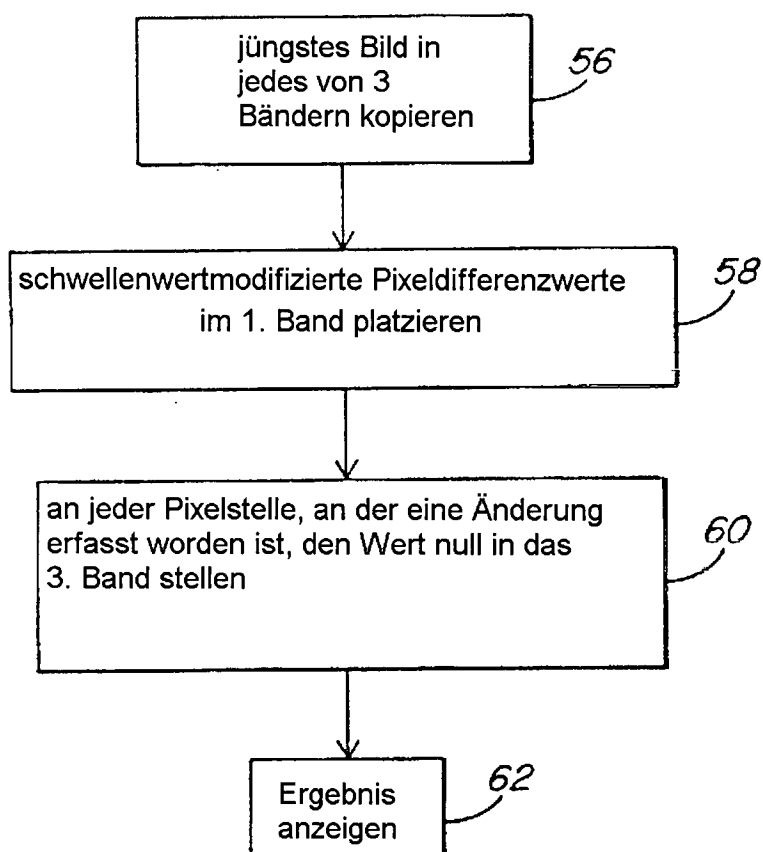 jüngstes Bild in
jedes von 3
Bändern kopieren
56
schwellenwertmodifizierte Pixeldifferenzwerte
im 1. Band platzieren
58
an jeder Pixelstelle, an der eine Änderung
erfasst worden ist, den Wert null in das
3. Band stellen
60
Ergebnis
anzeigen
62